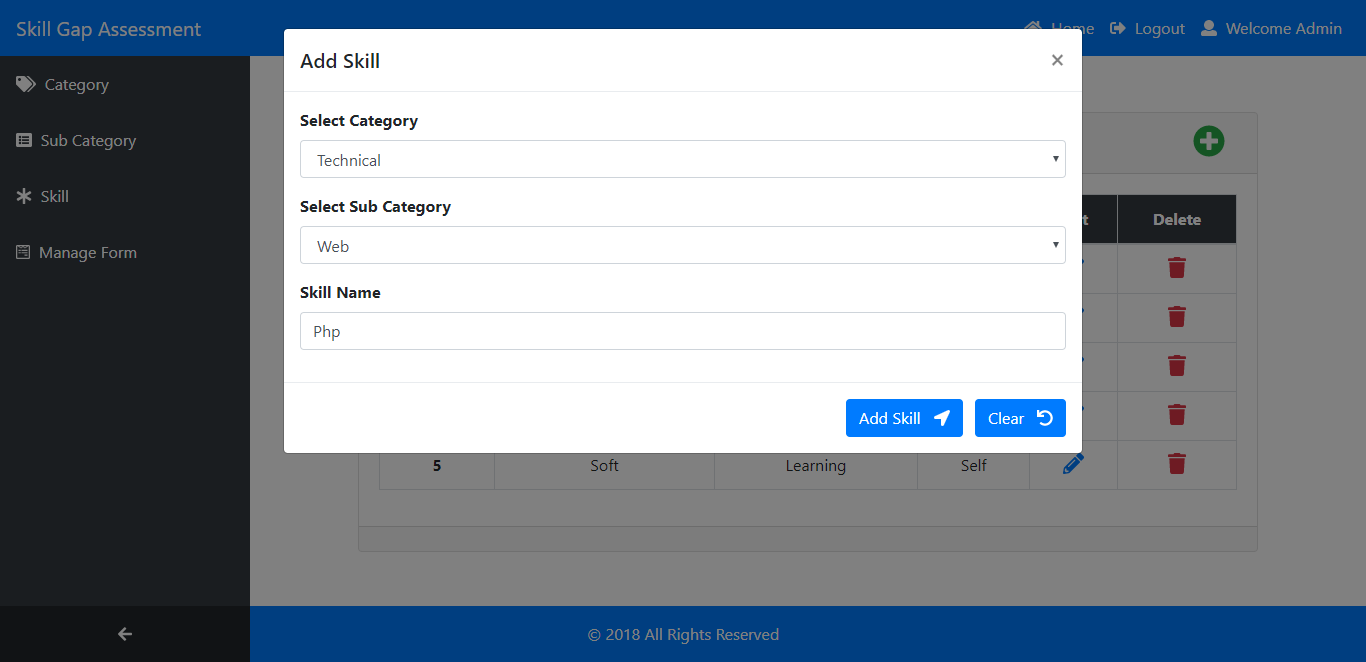 Skill Gap Assessment
Home Logout Welcome Admin
Category
Sub Category
Skill
Manage Form
Add Skill
×
Select Category
Technical
Select Sub Category
Web
Skill Name
Php
Add Skill Clear
Delete
5 Soft Learning Self
© 2018 All Rights Reserved